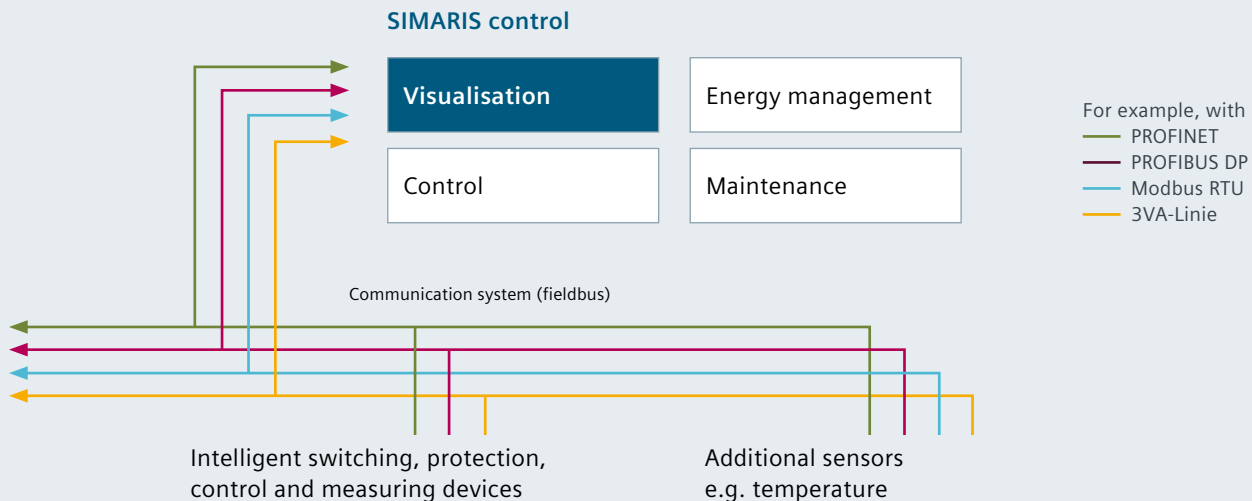 SIMARIS control
Visualisation
Energy management
Control
Maintenance
For example, with
PROFINET
PROFIBUS DP
Modbus RTU
3VA-Linie
Communication system (fieldbus)
Intelligent switching, protection,
control and measuring devices
Additional sensors
e.g. temperature